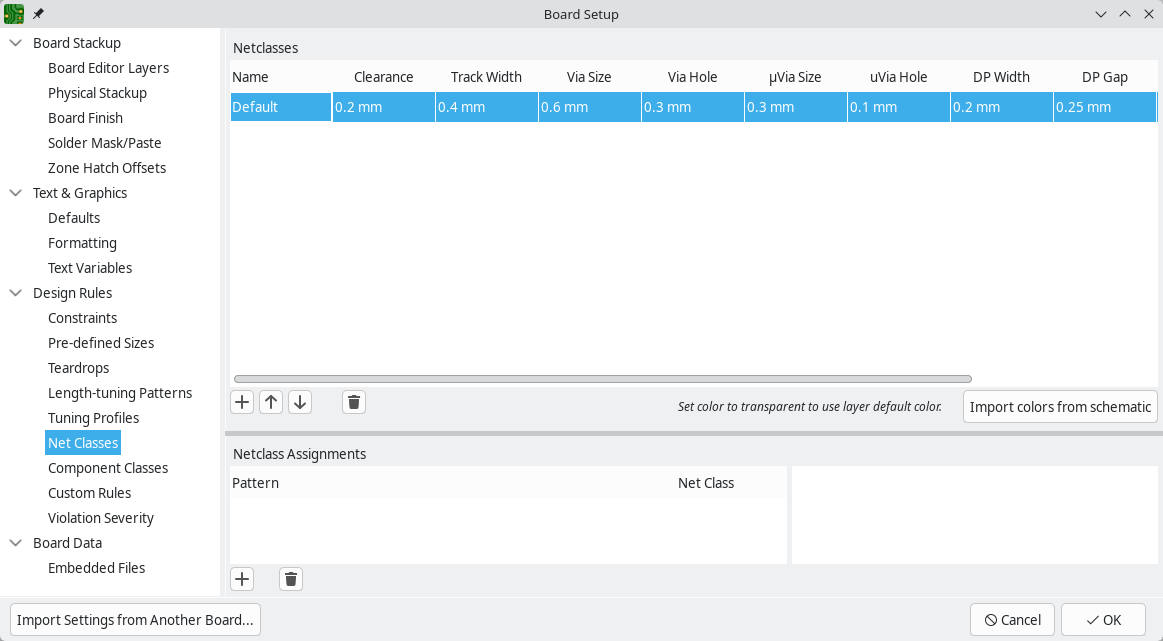 Board Setup
Board Stackup
Board Editor Layers
Physical Stackup
Board Finish
Solder Mask/Paste
Zone Hatch Offsets
Text & Graphics
Defaults
Formatting
Text Variables
Design Rules
Constraints
Pre-defined Sizes
Teardrops
Length-tuning Patterns
Tuning Profiles
Net Classes
Component Classes
Custom Rules
Violation Severity
Board Data
Embedded Files
Netclasses
Name Clearance Track Width Via Size Via Hole µVia Size uVia Hole DP Width DP Gap
Default 0.2 mm 0.4 mm 0.6 mm 0.3 mm 0.3 mm 0.1 mm 0.2 mm 0.25 mm
Set color to transparent to use layer default color.
Import colors from schematic
Netclass Assignments
Pattern Net Class
Import Settings from Another Board...
Cancel
OK